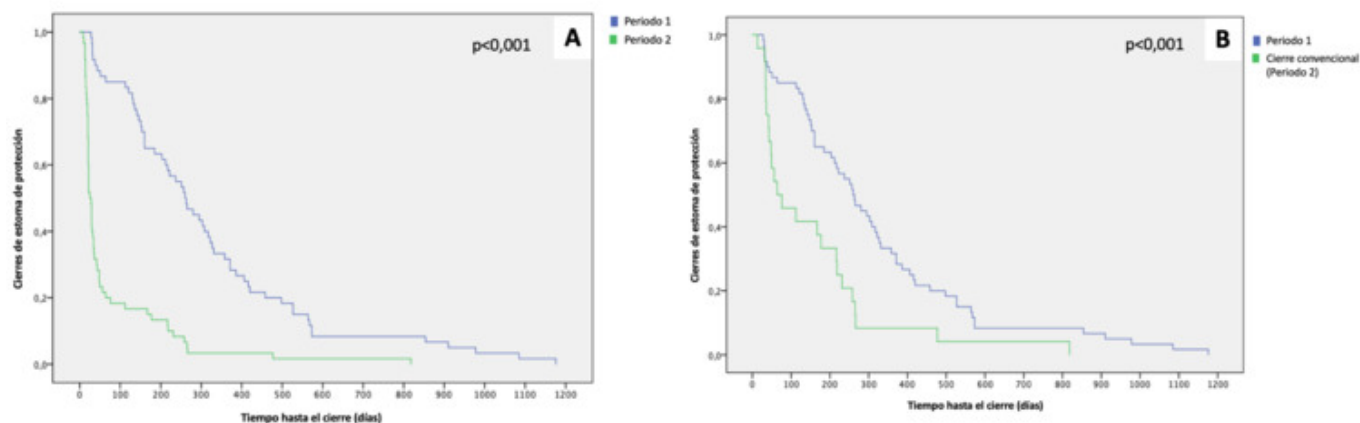 A
p<0,001
Periodo 1
Periodo 2
Cierres de estoma de protección
1,0
0,8
0,6
0,4
0,2
0,0
0 100 200 300 400 500 600 700 800 900 1000 1100 1200
Tiempo hasta el cierre (días)
B
p<0,001
Periodo 1
Cierre convencional
(Periodo 2)
Cierres de estoma de protección
1,0
0,8
0,6
0,4
0,2
0,0
0 100 200 300 400 500 600 700 800 900 1000 1100 1200
Tiempo hasta el cierre (días)